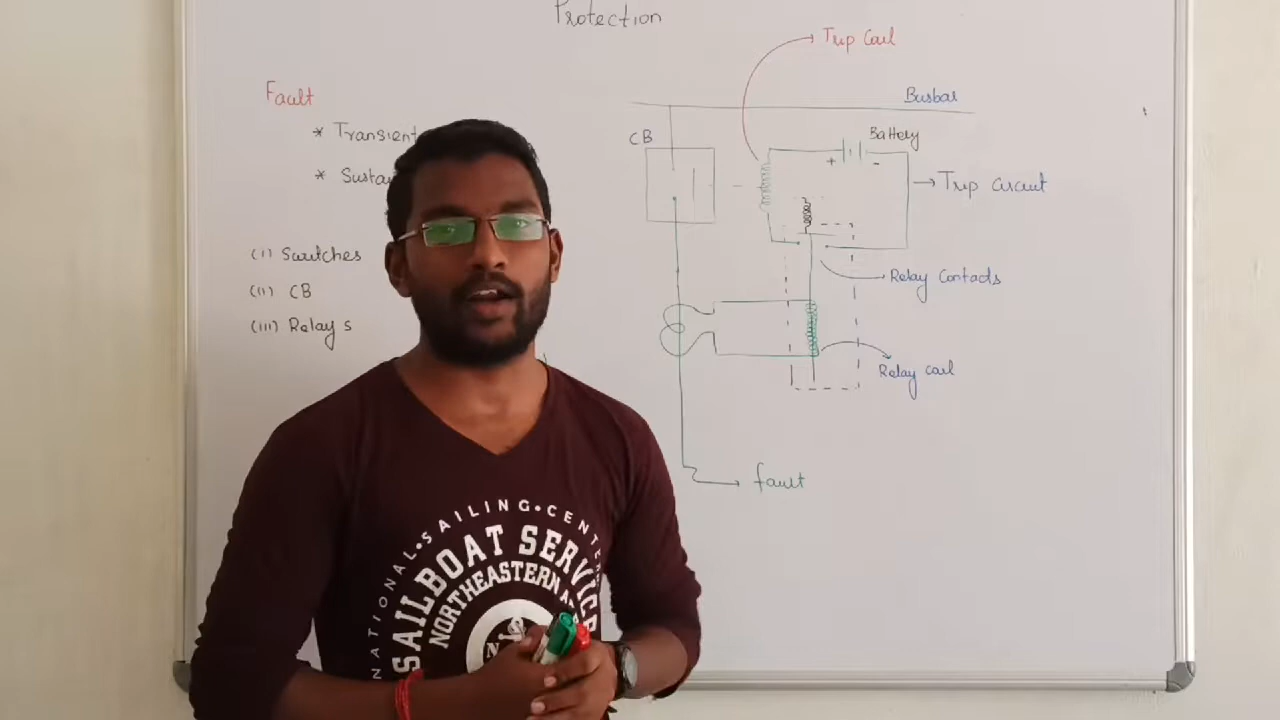 Protection
Trip Coil
Fault
Busbar
* Transient
CB
Battery
+ -
* Susta
Trip Circuit
(i) Switches
(ii) CB
Relay Contacts
(iii) Relays
Relay coil
fault
NATIONAL • SAILING • CENTER
SAILBOAT SERVICE
NORTHEASTERN A
N